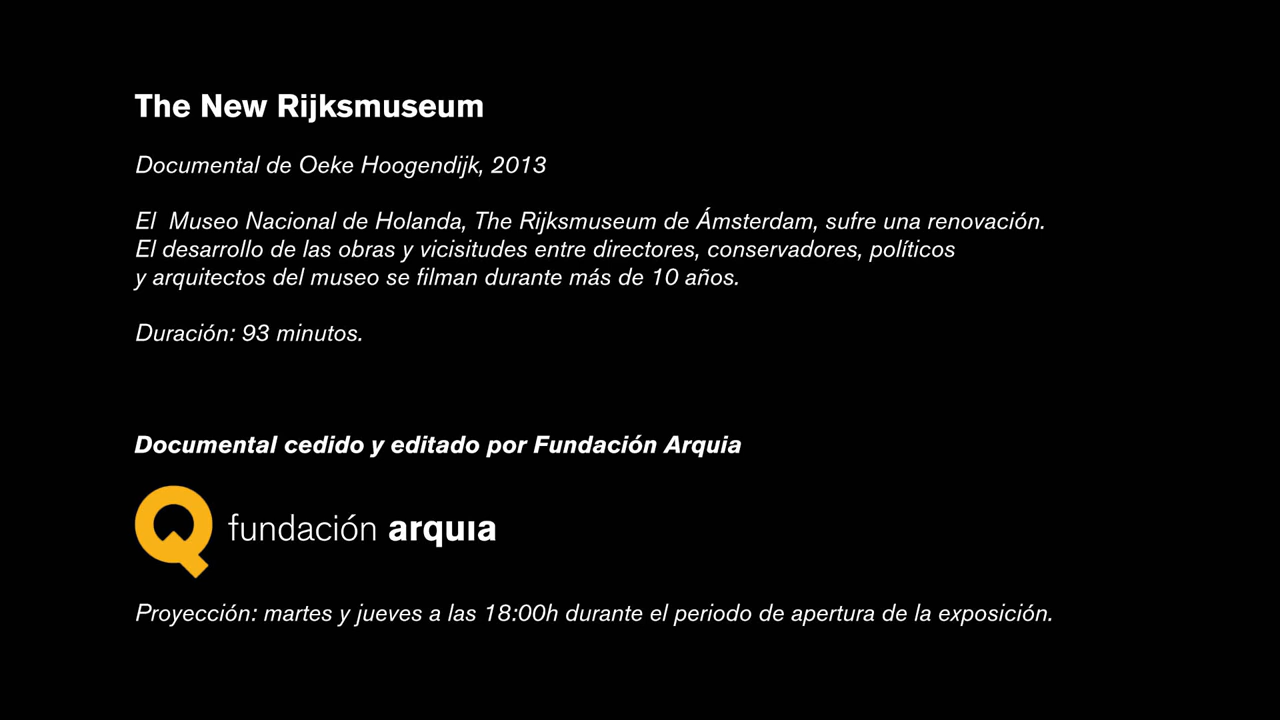 The New Rijksmuseum
Documental de Oeke Hoogendijk, 2013
El  Museo Nacional de Holanda, The Rijksmuseum de Ámsterdam, sufre una renovación.
El desarrollo de las obras y vicisitudes entre directores, conservadores, políticos
y arquitectos del museo se filman durante más de 10 años.
Duración: 93 minutos.
Documental cedido y editado por Fundación Arquia
fundación arquıa
Proyección: martes y jueves a las 18:00h durante el periodo de apertura de la exposición.